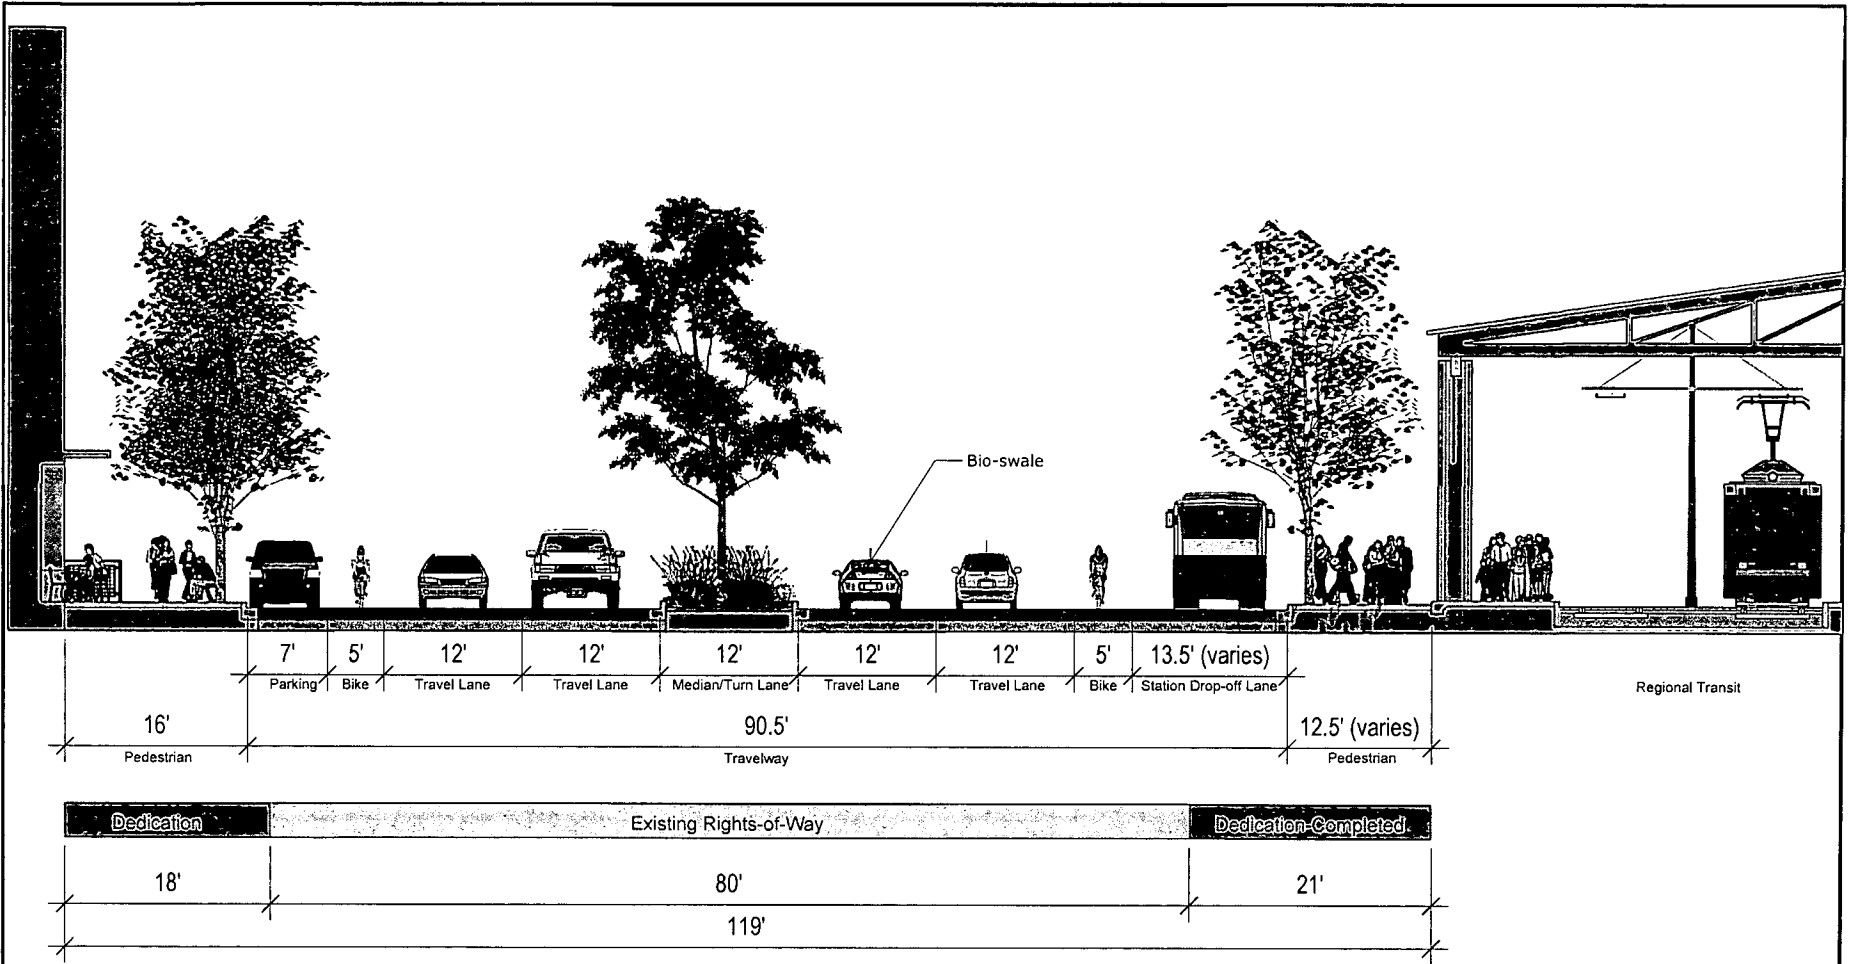 Bio-swale
7' 5' 12' 12' 12' 12' 12' 5' 13.5' (varies)
Parking Bike Travel Lane Travel Lane Median/Turn Lane Travel Lane Travel Lane Bike Station Drop-off Lane Regional Transit
16' 90.5' 12.5' (varies)
Pedestrian Travelway Pedestrian
Dedication Existing Rights-of-Way Dedication-Completed
18' 80' 21'
119'